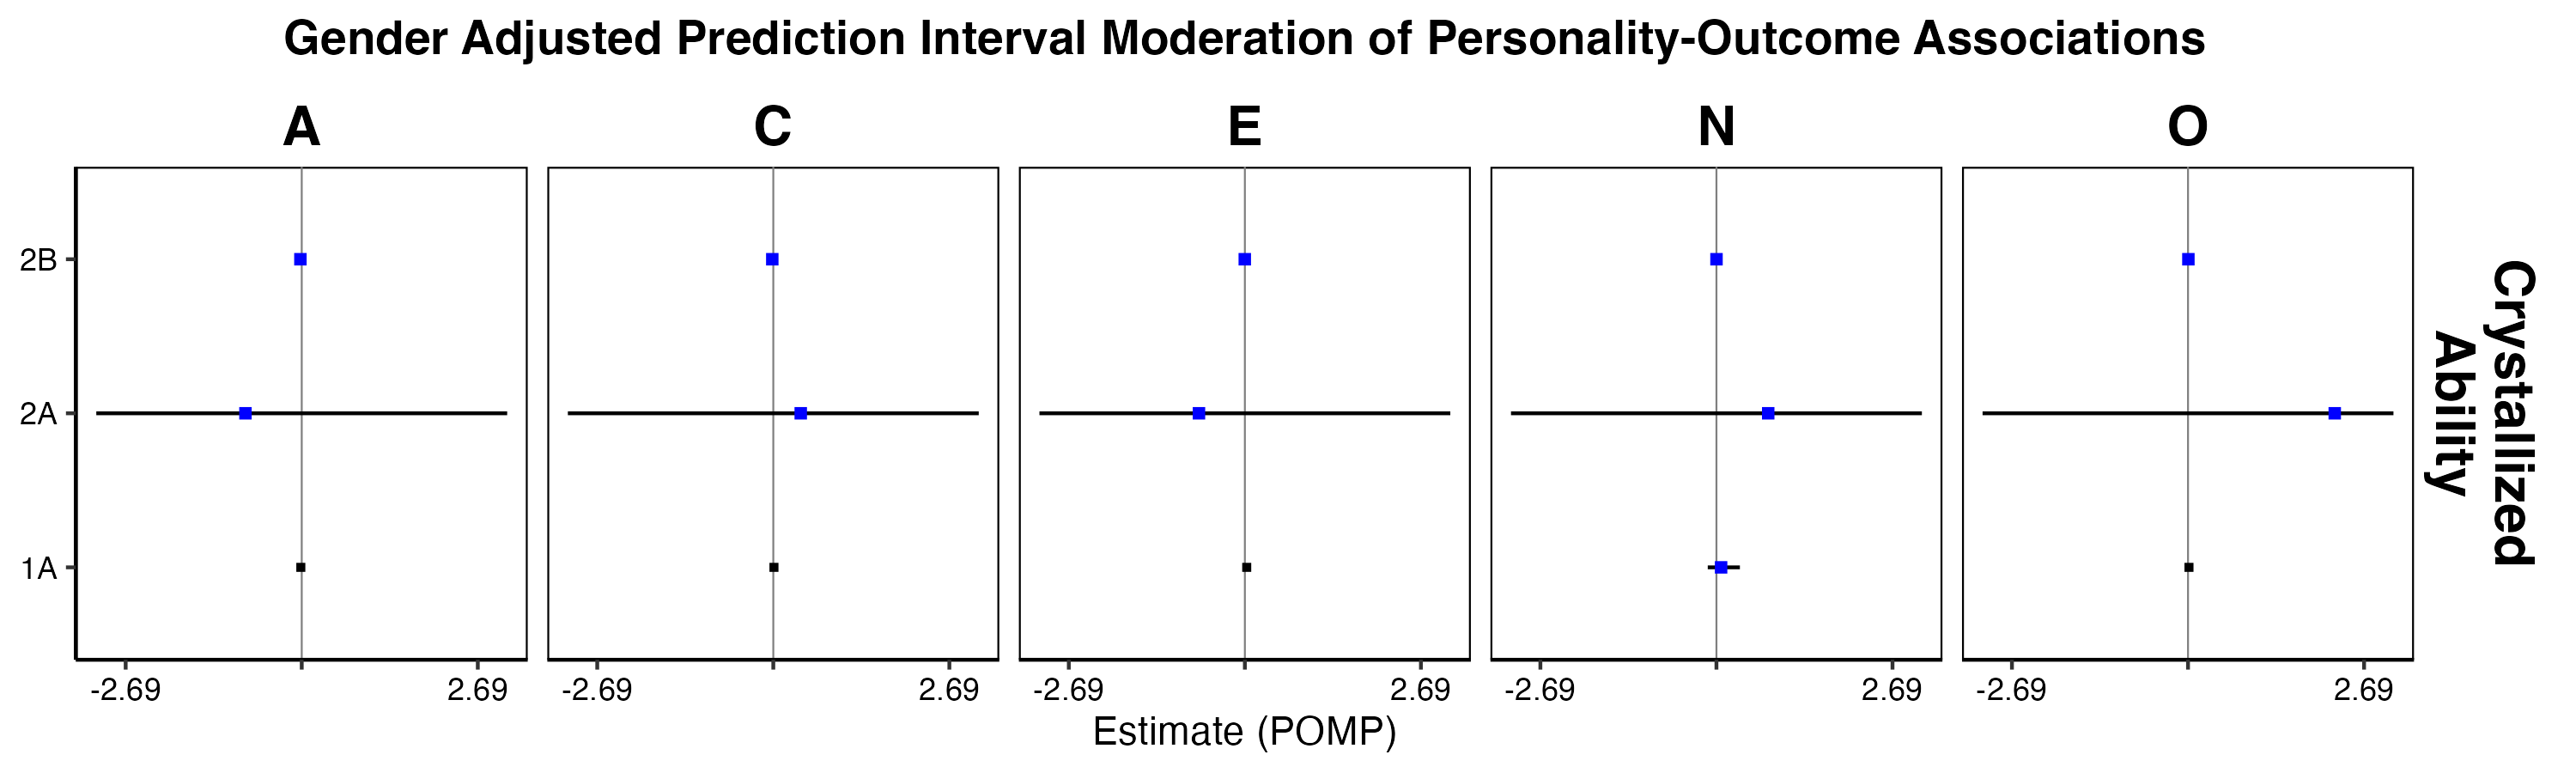 Gender Adjusted Prediction Interval Moderation of Personality-Outcome Associations
A C E N O
2B
2A
1A
Crystallized
Ability
-2.69 2.69 -2.69 2.69 -2.69 2.69 -2.69 2.69 -2.69 2.69
Estimate (POMP)